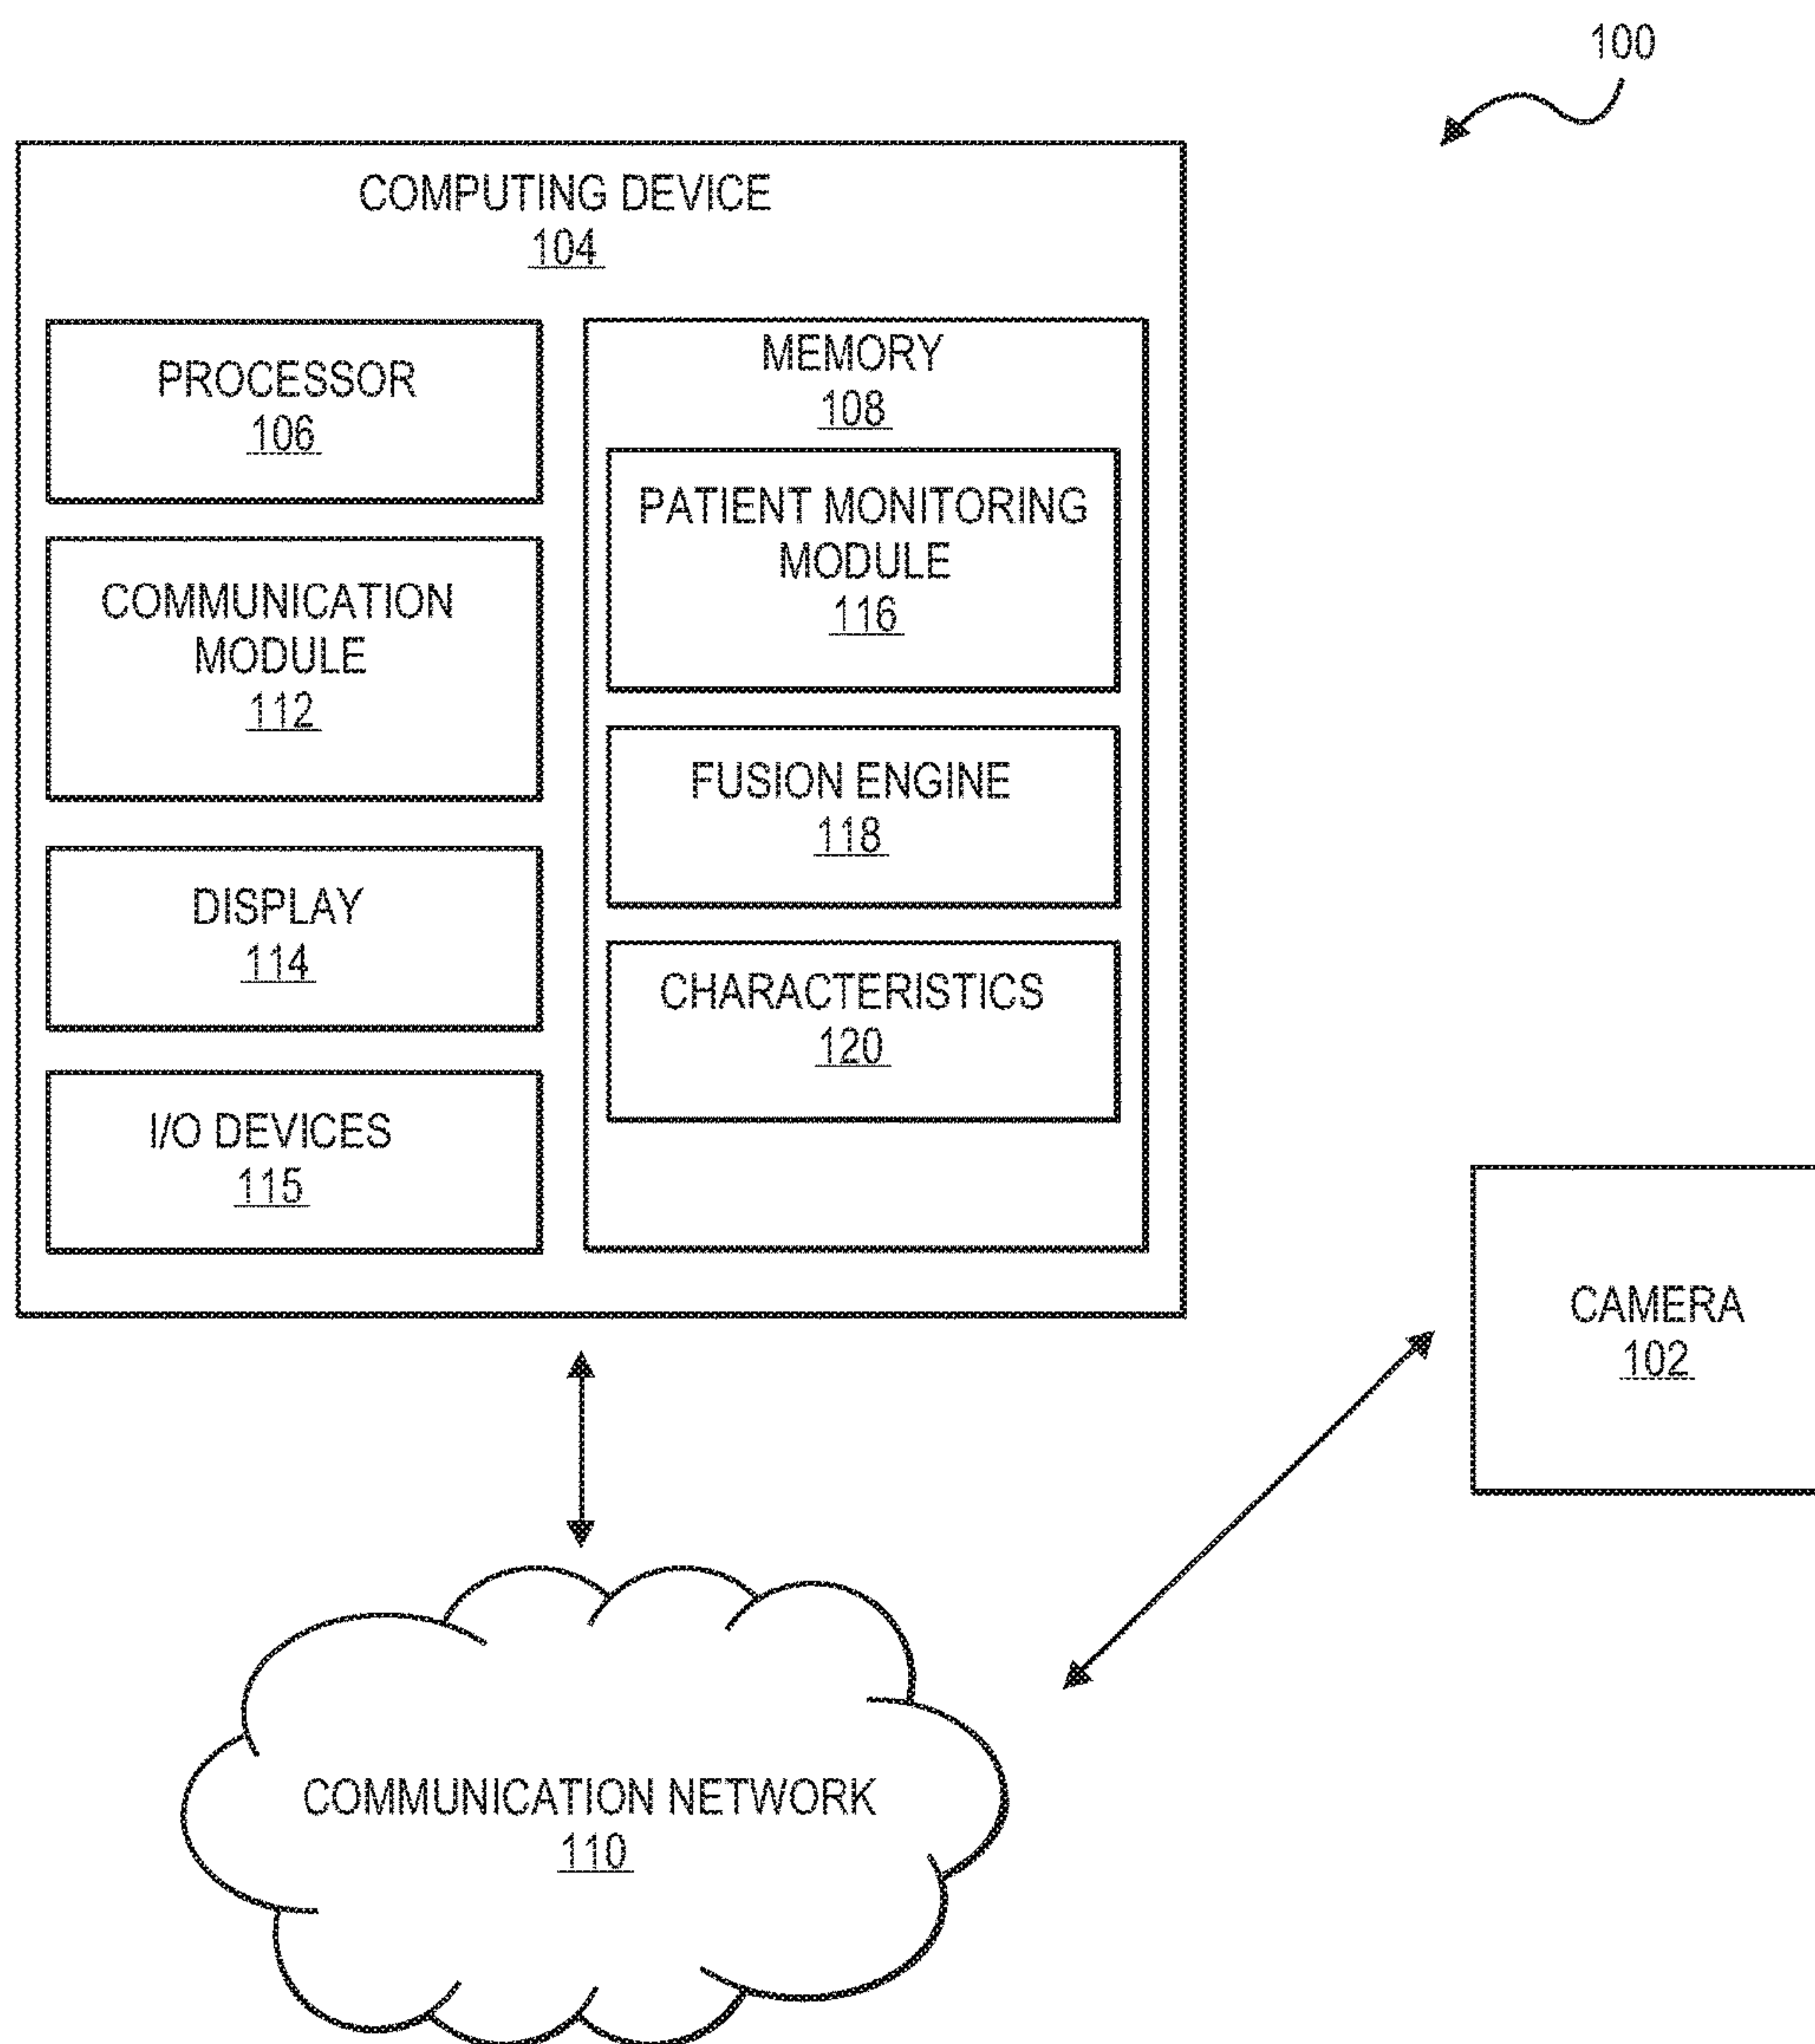 100
COMPUTING DEVICE
104
PROCESSOR
106
COMMUNICATION
MODULE
112
DISPLAY
114
I/O DEVICES
115
MEMORY
108
PATIENT MONITORING
MODULE
116
FUSION ENGINE
118
CHARACTERISTICS
120
CAMERA
102
COMMUNICATION NETWORK
110